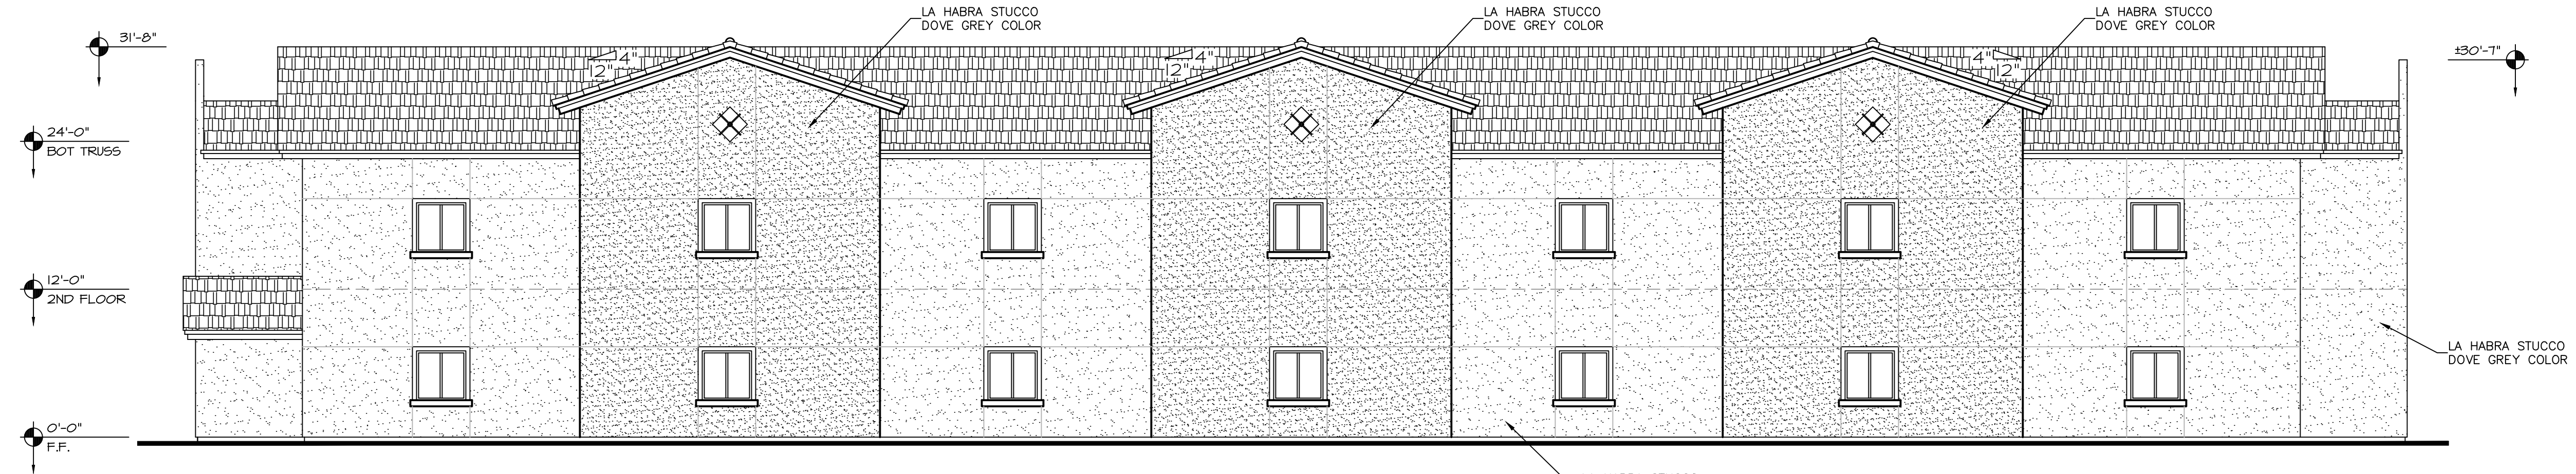 LA HABRA STUCCO
DOVE GREY COLOR
LA HABRA STUCCO
DOVE GREY COLOR
LA HABRA STUCCO
DOVE GREY COLOR
31'-8"
±30'-7"
4"
12"
4"
12"
4"
12"
24'-0"
BOT TRUSS
12'-0"
2ND FLOOR
LA HABRA STUCCO
DOVE GREY COLOR
0'-0"
F.F.